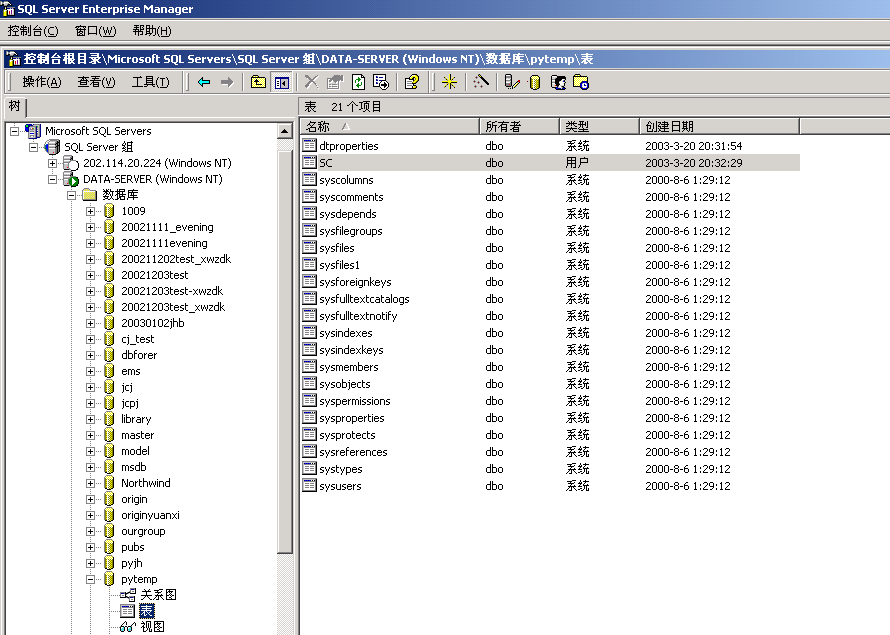 SQL Server Enterprise Manager
控制台(C) 窗口(W) 帮助(H)
控制台根目录\Microsoft SQL Servers\SQL Server 组\DATA-SERVER (Windows NT)\数据库\pytemp\表
操作(A) 查看(V) 工具(T)
树
Microsoft SQL Servers
SQL Server 组
202.114.20.224 (Windows NT)
DATA-SERVER (Windows NT)
数据库
1009
20021111_evening
20021111evening
200211202test_xwzdk
20021203test
20021203test-xwzdk
20021203test_xwzdk
20030102jhb
cj_test
dbforer
ems
jcj
jcpj
library
master
model
msdb
Northwind
origin
originyuanxi
ourgroup
pubs
pyjh
pytemp
关系图
表
视图
表 21 个项目
名称 所有者 类型 创建日期
dtproperties dbo 系统 2003-3-20 20:31:54
SC dbo 用户 2003-3-20 20:32:29
syscolumns dbo 系统 2000-8-6 1:29:12
syscomments dbo 系统 2000-8-6 1:29:12
sysdepends dbo 系统 2000-8-6 1:29:12
sysfilegroups dbo 系统 2000-8-6 1:29:12
sysfiles dbo 系统 2000-8-6 1:29:12
sysfiles1 dbo 系统 2000-8-6 1:29:12
sysforeignkeys dbo 系统 2000-8-6 1:29:12
sysfulltextcatalogs dbo 系统 2000-8-6 1:29:12
sysfulltextnotify dbo 系统 2000-8-6 1:29:12
sysindexes dbo 系统 2000-8-6 1:29:12
sysindexkeys dbo 系统 2000-8-6 1:29:12
sysmembers dbo 系统 2000-8-6 1:29:12
sysobjects dbo 系统 2000-8-6 1:29:12
syspermissions dbo 系统 2000-8-6 1:29:12
sysproperties dbo 系统 2000-8-6 1:29:12
sysprotects dbo 系统 2000-8-6 1:29:12
sysreferences dbo 系统 2000-8-6 1:29:12
systypes dbo 系统 2000-8-6 1:29:12
sysusers dbo 系统 2000-8-6 1:29:12